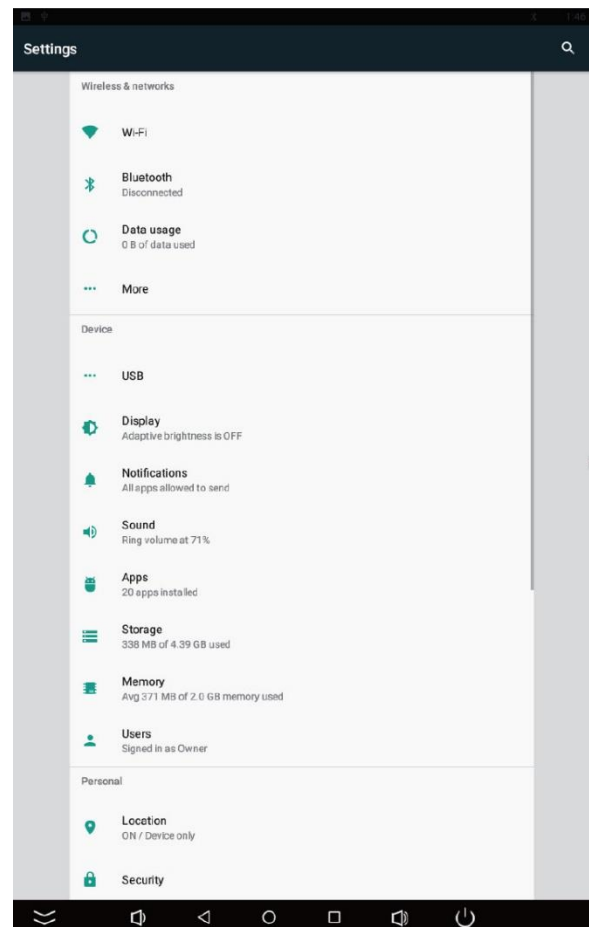 1:46
Settings
Wireless & networks
Wi-Fi
Bluetooth
Disconnected
Data usage
0 B of data used
More
Device
USB
Display
Adaptive brightness is OFF
Notifications
All apps allowed to send
Sound
Ring volume at 71%
Apps
20 apps installed
Storage
338 MB of 4.39 GB used
Memory
Avg 371 MB of 2.0 GB memory used
Users
Signed in as Owner
Personal
Location
ON / Device only
Security